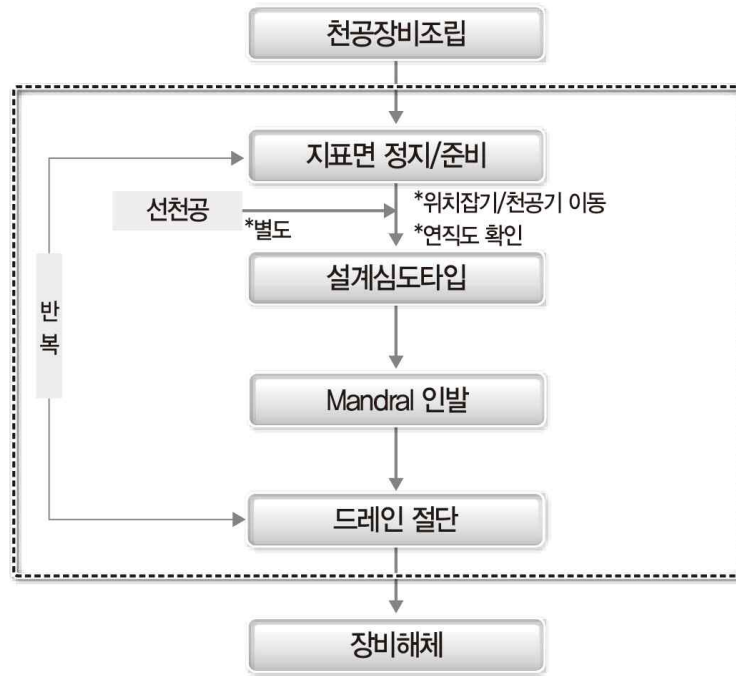 천공장비조립
지표면 정지/준비
선천공
*별도
*위치잡기/천공기 이동
*연직도 확인
설계심도타입
반
복
Mandral 인발
드레인 절단
장비해체